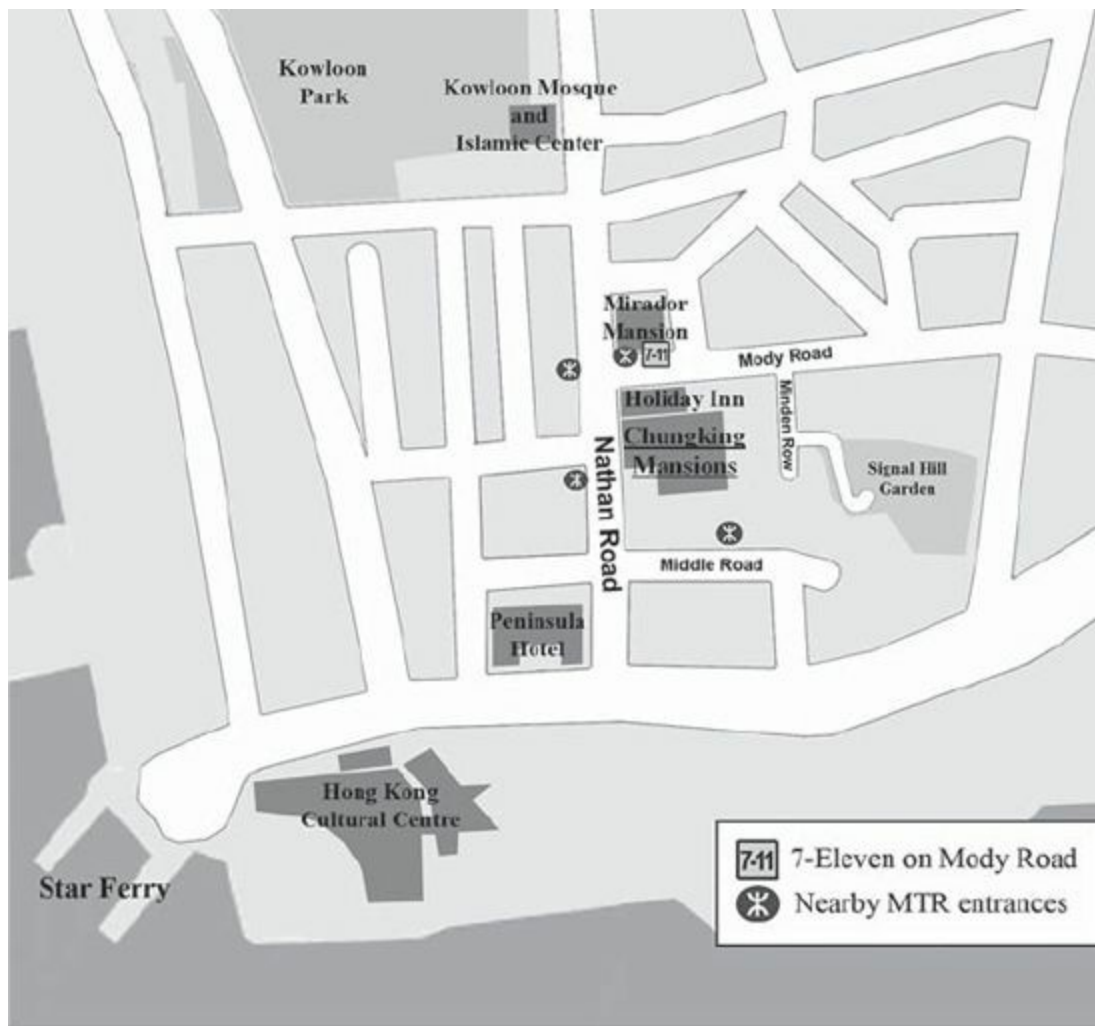 Kowloon
Park
Kowloon Mosque
and
Islamic Center
Mirador
Mansion
7-11
Mody Road
Holiday Inn
Minden Row
Chungking
Mansions
Nathan Road
Signal Hill
Garden
Middle Road
Peninsula
Hotel
Hong Kong
Cultural Centre
Star Ferry
7-11 7-Eleven on Mody Road
Nearby MTR entrances